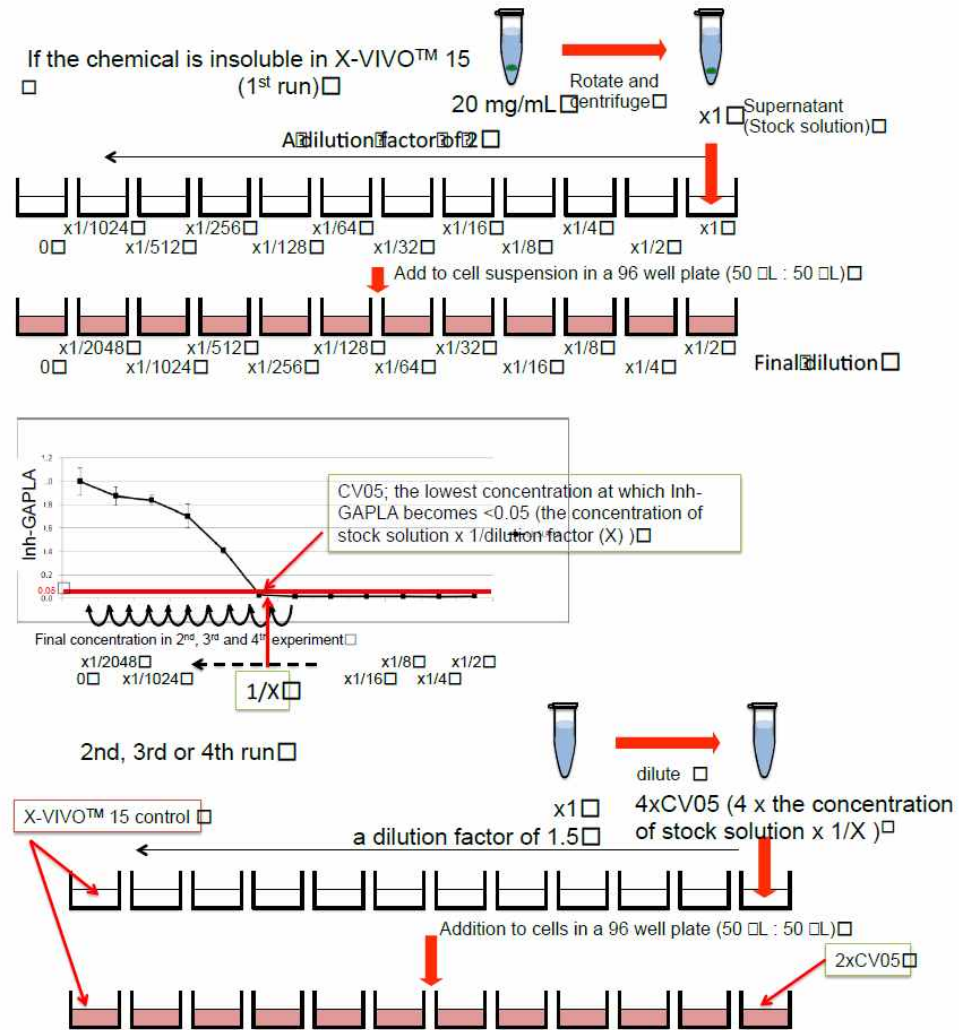 If the chemical is insoluble in X-VIVO™ 15
□ (1st run)□
20 mg/mL□
Rotate and
centrifuge□
x1□
Supernatant
(Stock solution)□
A dilution factor of 2□
x1/1024□ x1/256□ x1/64□ x1/16□ x1/4□ x1□
0□ x1/512□ x1/128□ x1/32□ x1/8□ x1/2□
Add to cell suspension in a 96 well plate (50 □L : 50 □L)□
x1/2048□ x1/512□ x1/128□ x1/32□ x1/8□ x1/2□
0□ x1/1024□ x1/256□ x1/64□ x1/16□ x1/4□
Final dilution□
Inh-GAPLA
1.2
1.0
0.2
0.05
0.0
CV05; the lowest concentration at which Inh-
GAPLA becomes <0.05 (the concentration of
stock solution x 1/dilution factor (X) )□
Final concentration in 2nd, 3rd and 4th experiment□
x1/2048□ x1/8□ x1/2□
0□ x1/1024□ x1/16□ x1/4□
1/X□
2nd, 3rd or 4th run□
dilute □
x1□
4xCV05 (4 x the concentration
of stock solution x 1/X )□
X-VIVO™ 15 control□
a dilution factor of 1.5□
Addition to cells in a 96 well plate (50 □L : 50 □L)□
2xCV05□